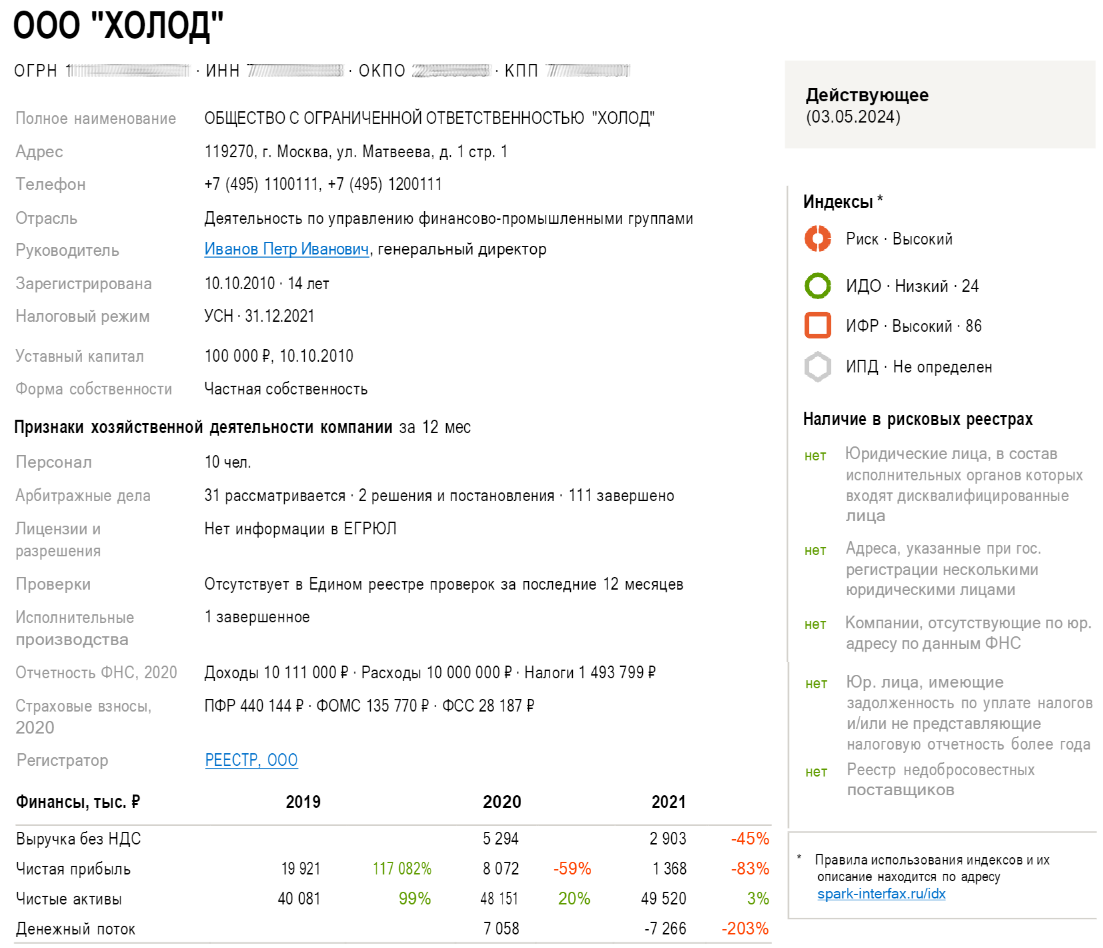 ООО "ХОЛОД"
ОГРН · ИНН · ОКПО · КПП
Полное наименование ОБЩЕСТВО С ОГРАНИЧЕННОЙ ОТВЕТСТВЕННОСТЬЮ "ХОЛОД"
Адрес 119270, г. Москва, ул. Матвеева, д. 1 стр. 1
Телефон +7 (495) 1100111, +7 (495) 1200111
Отрасль Деятельность по управлению финансово-промышленными группами
Руководитель Иванов Петр Иванович, генеральный директор
Зарегистрирована 10.10.2010 · 14 лет
Налоговый режим УСН · 31.12.2021
Уставный капитал 100 000 ₽, 10.10.2010
Форма собственности Частная собственность
Признаки хозяйственной деятельности компании за 12 мес
Персонал 10 чел.
Арбитражные дела 31 рассматривается · 2 решения и постановления · 111 завершено
Лицензии и Нет информации в ЕГРЮЛ
разрешения
Проверки Отсутствует в Едином реестре проверок за последние 12 месяцев
Исполнительные 1 завершенное
производства
Отчетность ФНС, 2020 Доходы 10 111 000 ₽ · Расходы 10 000 000 ₽ · Налоги 1 493 799 ₽
Страховые взносы, ПФР 440 144 ₽ · ФОМС 135 770 ₽ · ФСС 28 187 ₽
2020
Регистратор РЕЕСТР, ООО
Финансы, тыс. ₽ 2019 2020 2021
Выручка без НДС 5 294 2 903 -45%
Чистая прибыль 19 921 117 082% 8 072 -59% 1 368 -83%
Чистые активы 40 081 99% 48 151 20% 49 520 3%
Денежный поток 7 058 -7 266 -203%
Действующее
(03.05.2024)
Индексы *
Риск · Высокий
ИДО · Низкий · 24
ИФР · Высокий · 86
ИПД · Не определен
Наличие в рисковых реестрах
нет Юридические лица, в состав
исполнительных органов которых
входят дисквалифицированные
лица
нет Адреса, указанные при гос.
регистрации несколькими
юридическими лицами
нет Компании, отсутствующие по юр.
адресу по данным ФНС
нет Юр. лица, имеющие
задолженность по уплате налогов
и/или не представляющие
налоговую отчетность более года
нет Реестр недобросовестных
поставщиков
* Правила использования индексов и их
описание находится по адресу
spark-interfax.ru/idx